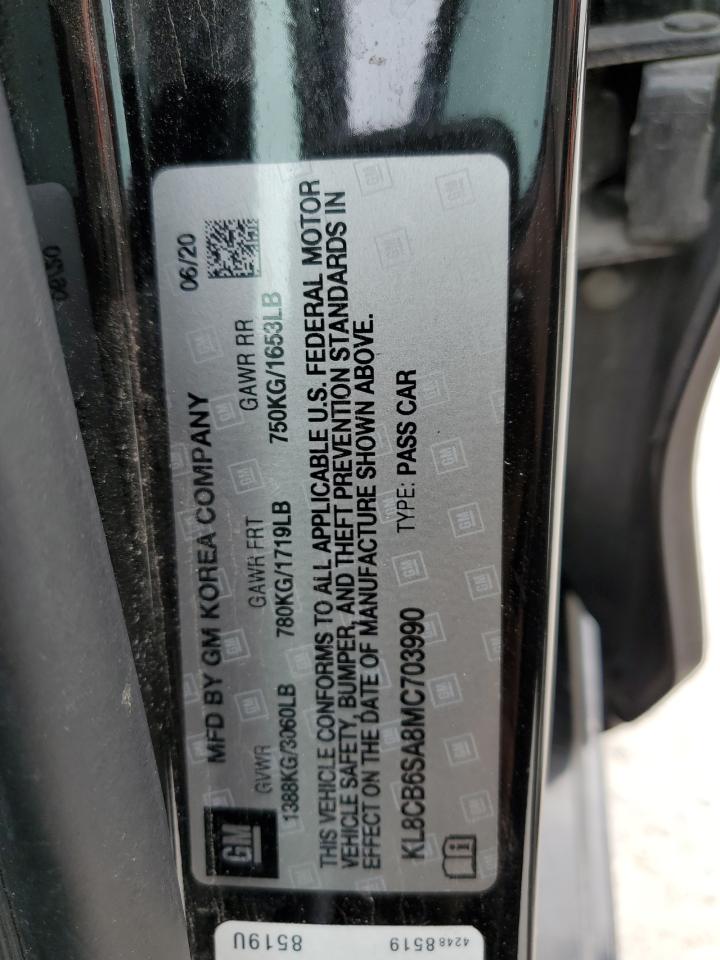 GM
MFD BY GM KOREA COMPANY
06/20
GVWR
GAWR FRT
GAWR RR
1388KG/3060LB
780KG/1719LB
750KG/1653LB
THIS VEHICLE CONFORMS TO ALL APPLICABLE U.S. FEDERAL MOTOR
VEHICLE SAFETY, BUMPER, AND THEFT PREVENTION STANDARDS IN
EFFECT ON THE DATE OF MANUFACTURE SHOWN ABOVE.
KL8CB6SA8MC703990
TYPE: PASS CAR
8519U
42488519